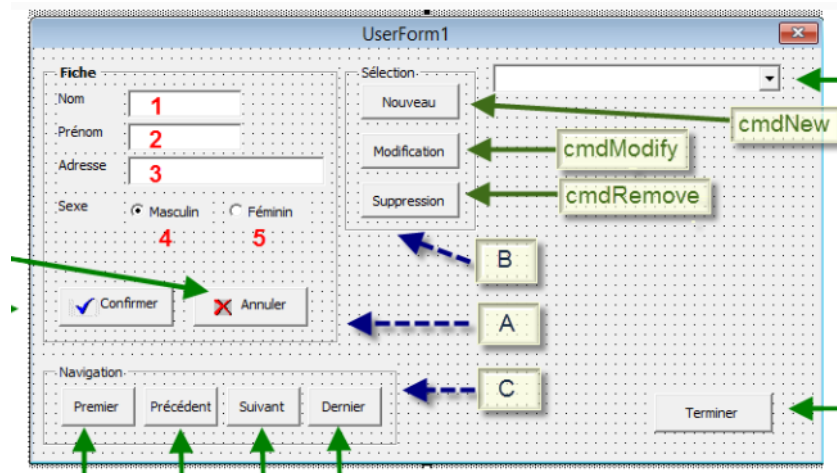 UserForm1
Fiche
Nom 1
Prénom 2
Adresse 3
Sexe Masculin Féminin
4 5
Confirmer Annuler
Sélection
Nouveau
Modification
Suppression
cmdNew
cmdModify
cmdRemove
B
A
C
Navigation
Premier Précédent Suivant Dernier
Terminer